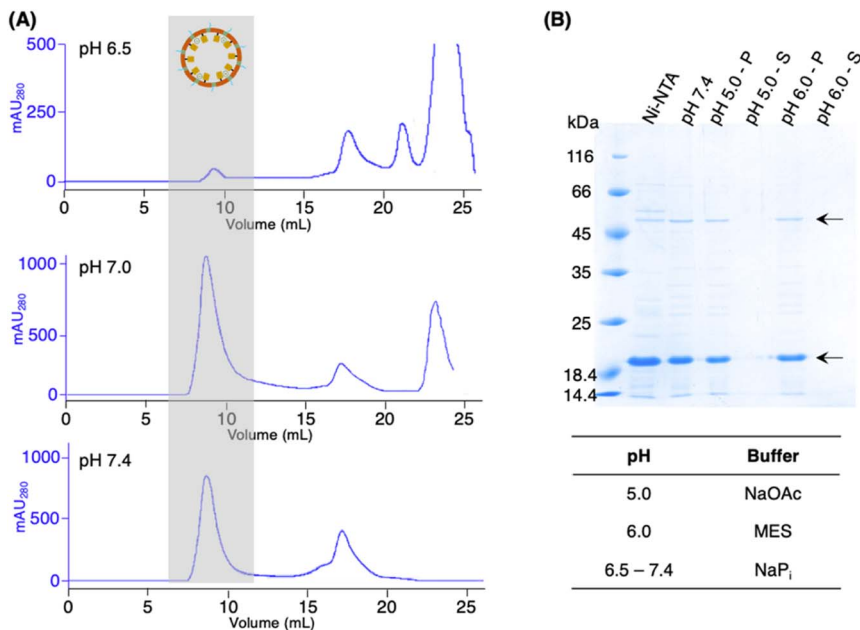 (A)
pH 6.5
500
250
0
mAU280
0 5 10 15 20 25
Volume (mL)
pH 7.0
1000
500
0
mAU280
0 5 10 15 20 25
Volume (mL)
pH 7.4
1000
500
0
mAU280
0 5 10 15 20 25
Volume (mL)
(B)
Ni-NTA
pH 7.4
pH 5.0 - P
pH 5.0 - S
pH 6.0 - P
pH 6.0 - S
kDa
116
66
45
35
25
18.4
14.4
pH Buffer
5.0 NaOAc
6.0 MES
6.5 – 7.4 NaPi